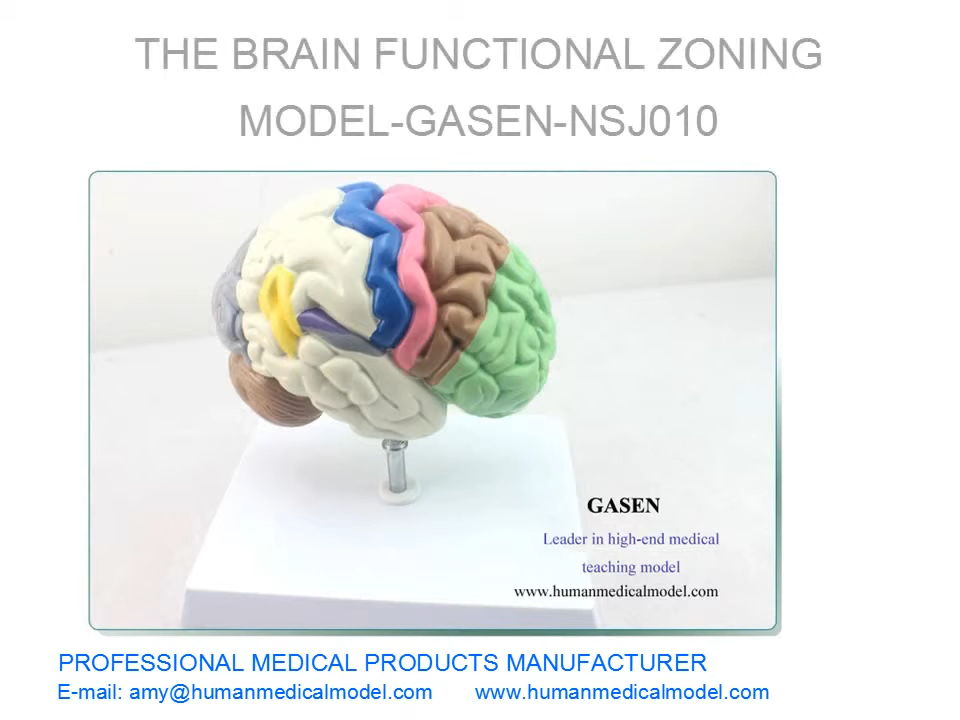 THE BRAIN FUNCTIONAL ZONING
MODEL-GASEN-NSJ010
GASEN
Leader in high-end medical
teaching model
www.humanmedicalmodel.com
PROFESSIONAL MEDICAL PRODUCTS MANUFACTURER
E-mail: amy@humanmedicalmodel.com www.humanmedicalmodel.com